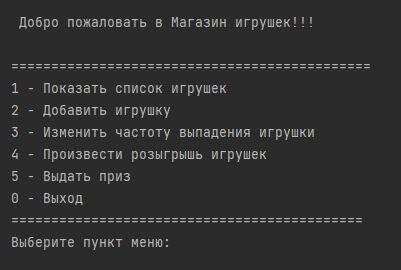 Добро пожаловать в Магазин игрушек!!!
=============================================
1 - Показать список игрушек
2 - Добавить игрушку
3 - Изменить частоту выпадения игрушки
4 - Произвести розыгрышь игрушек
5 - Выдать приз
0 - Выход
============================================
Выберите пункт меню: